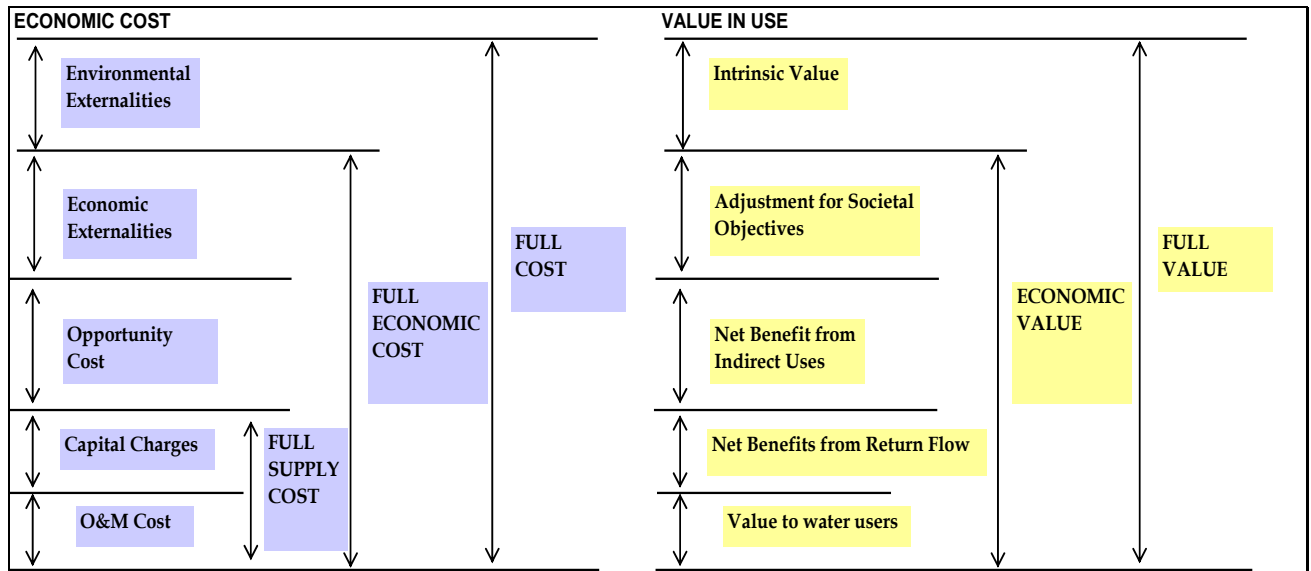 ECONOMIC COST
Environmental
Externalities
Economic
Externalities
Opportunity
Cost
Capital Charges
O&M Cost
FULL
SUPPLY
COST
FULL
ECONOMIC
COST
FULL
COST
VALUE IN USE
Intrinsic Value
Adjustment for Societal
Objectives
Net Benefit from
Indirect Uses
Net Benefits from Return Flow
Value to water users
ECONOMIC
VALUE
FULL
VALUE